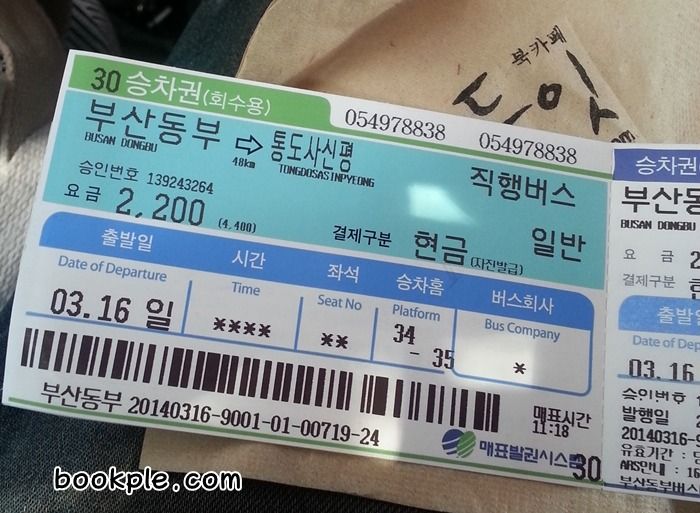 북카페
30 승차권(회수용)
054978838 054978838
부산동부 ⇨ 통도사신평
BUSAN DONGBU 48km TONGDOSASINPYEONG
승인번호 139243264
직행버스
요금 2,200 (4,400)
결제구분 현금 (자진발급) 일반
출발일 시간 좌석 승차홈 버스회사
Date of Departure Time Seat No Platform Bus Company
03.16 일 **** ** 34 - 35 *
부산동부 20140316-9001-01-00719-24
매표시간
11:18
매표발권시스템
30
승차권
부산동
BUSAN DONGBU
요 금 2
결제구분
출발일
Date of De
03.16
승인번호 1
발행일
20140316-9
유효기간 :
ARS안내 : 16
부산동부버스
bookple.com